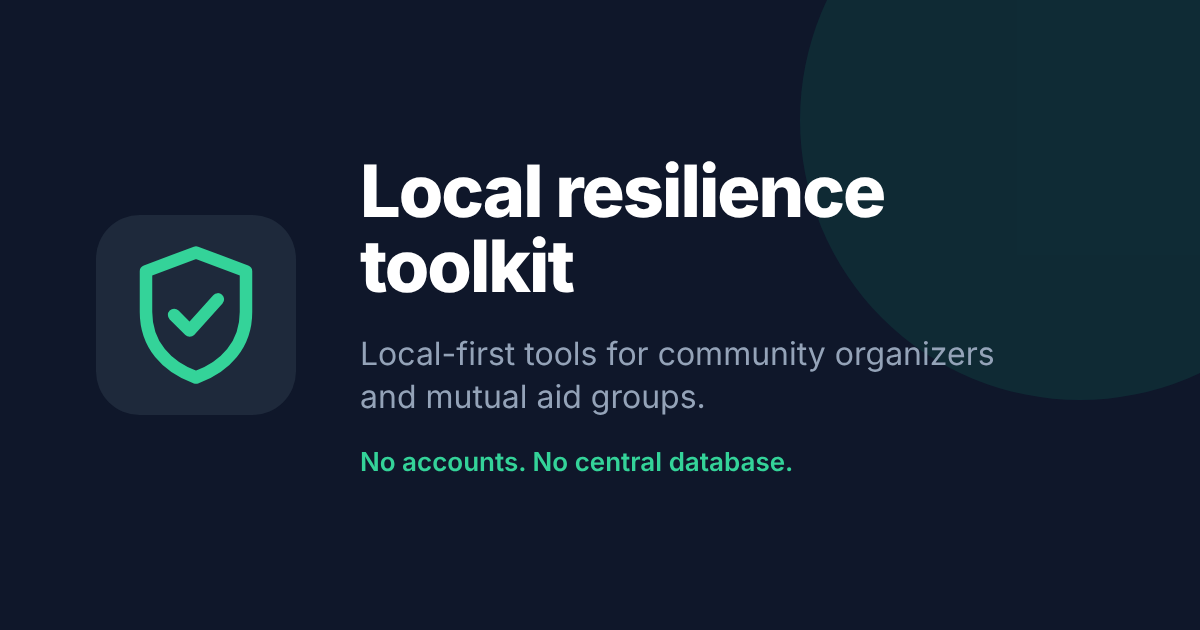 Local resilience
toolkit
Local-first tools for community organizers
and mutual aid groups.
No accounts. No central database.